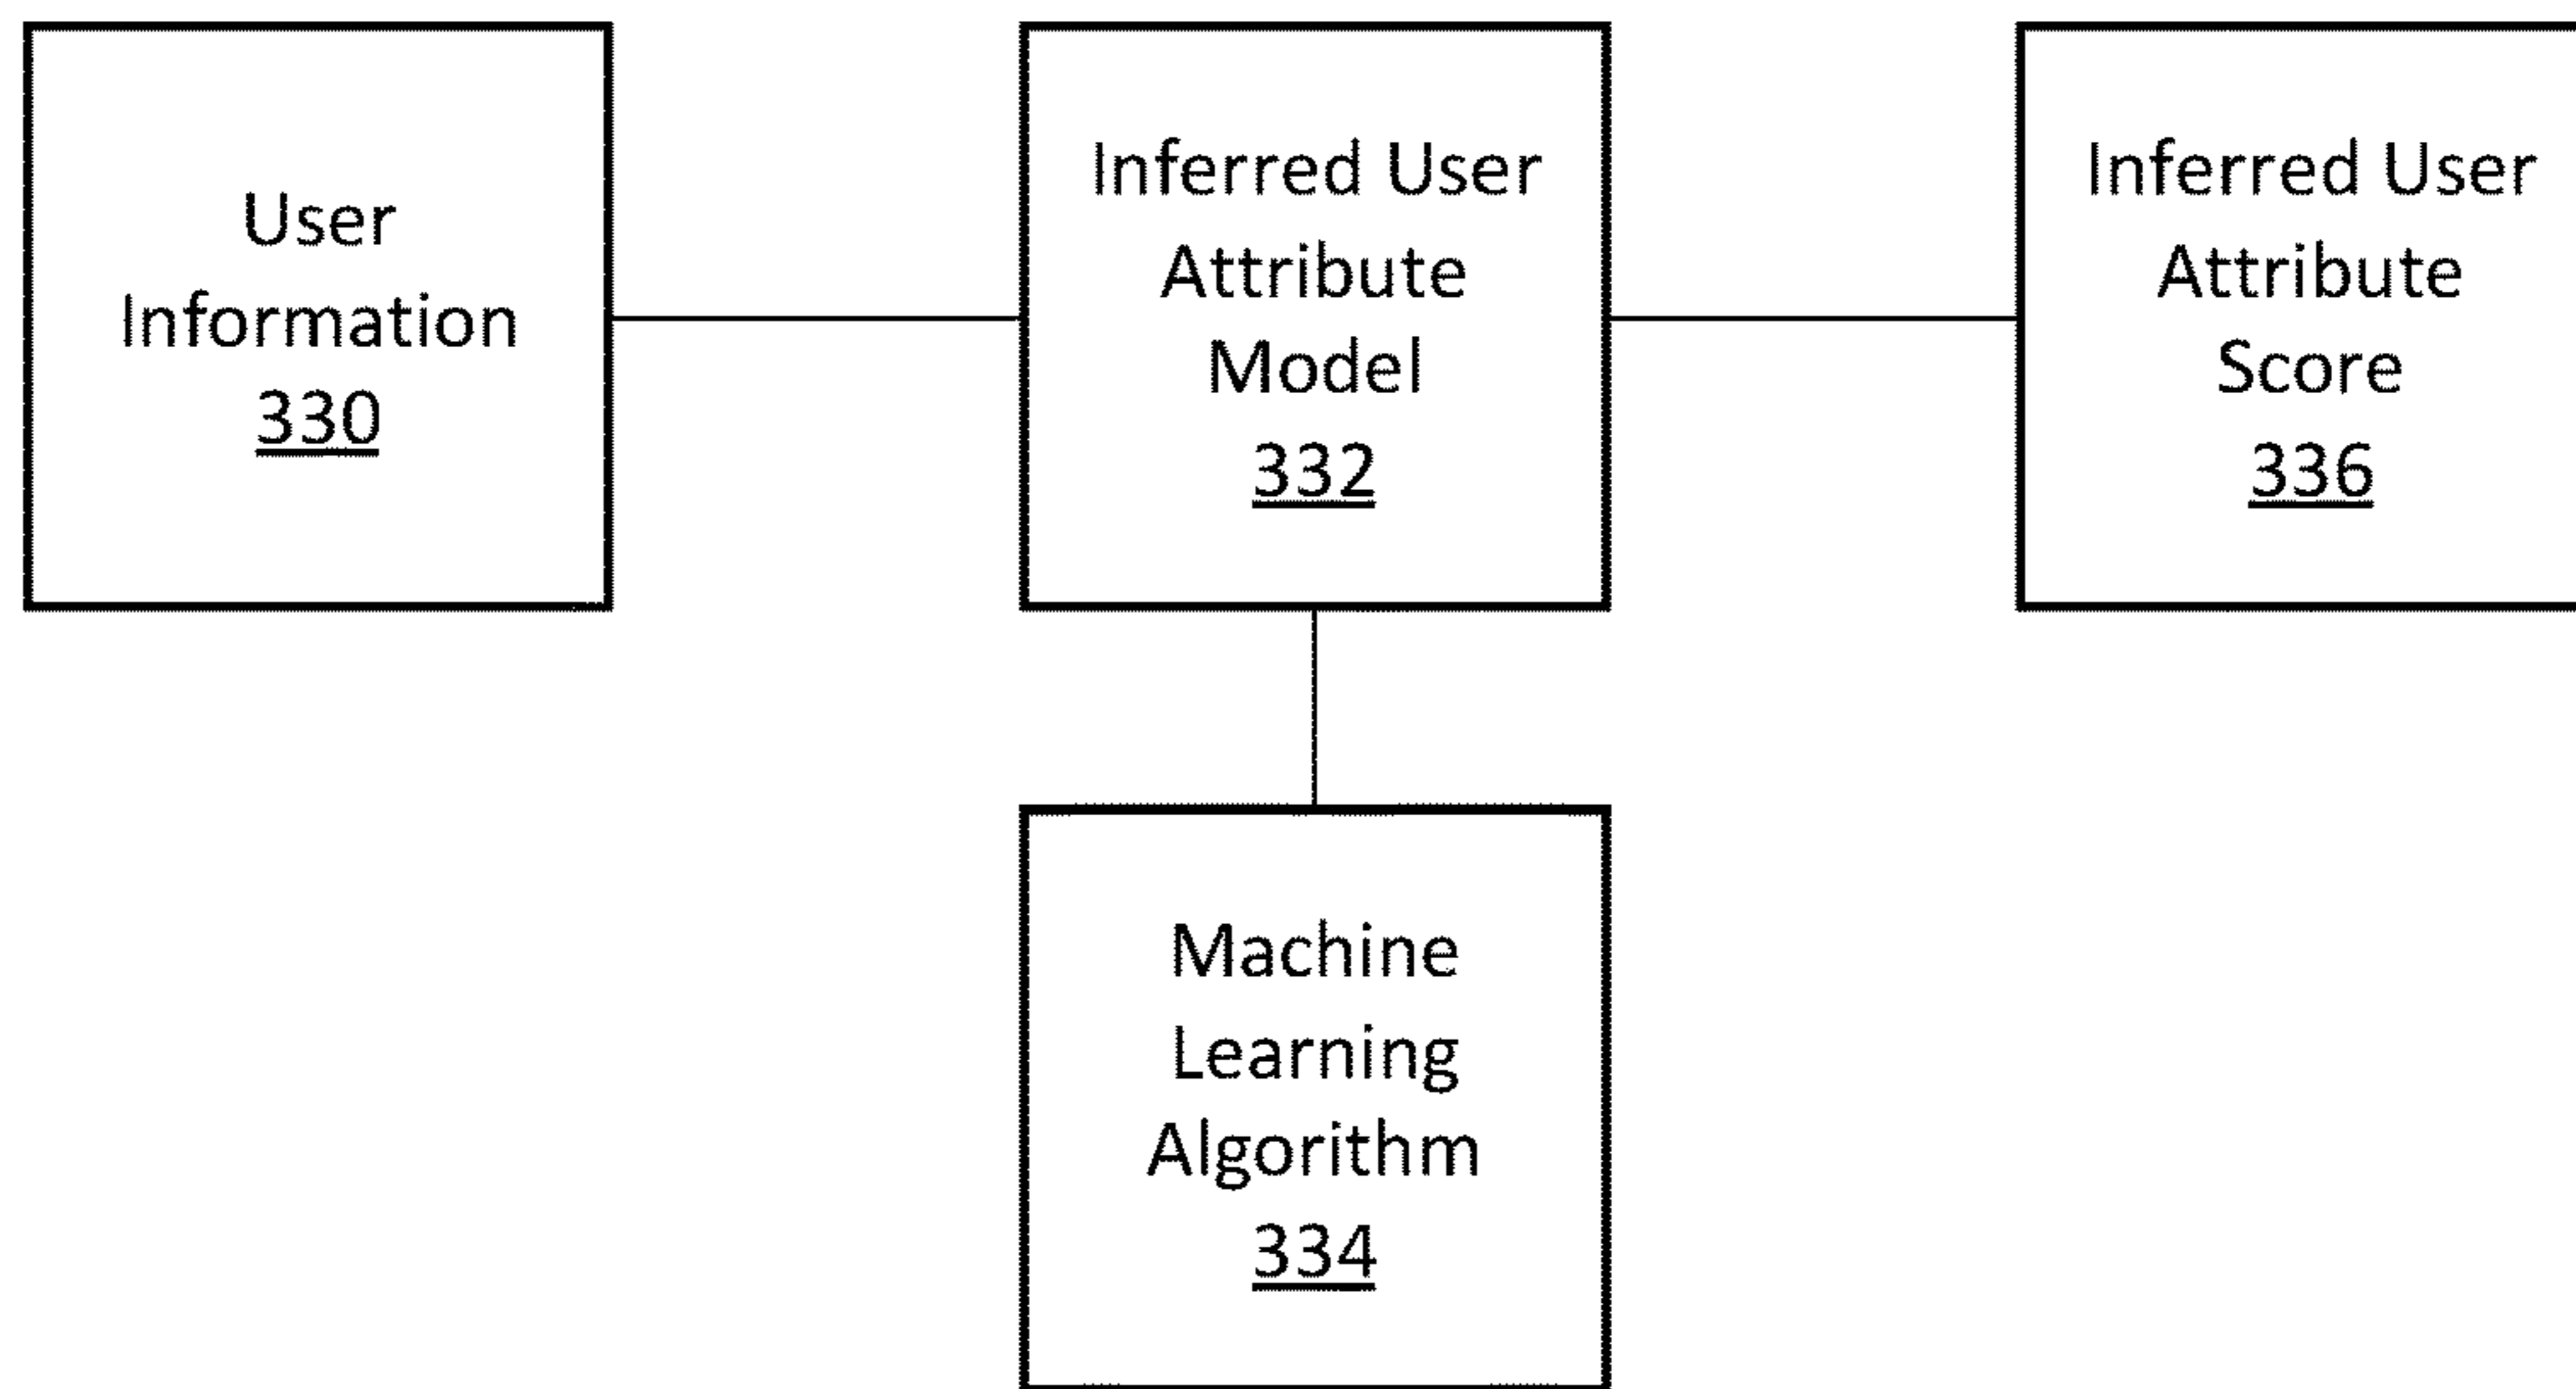 User
Information
330
Inferred User
Attribute
Model
332
Inferred User
Attribute
Score
336
Machine
Learning
Algorithm
334